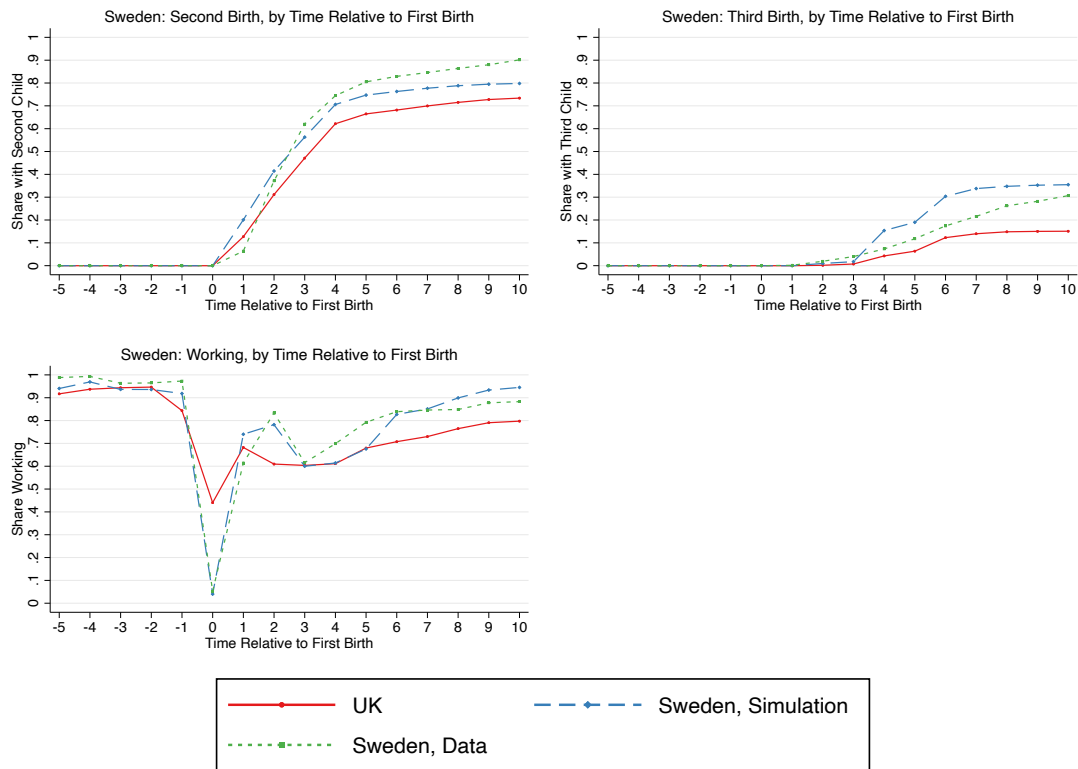 Sweden: Second Birth, by Time Relative to First Birth
Share with Second Child
1
.9
.8
.7
.6
.5
.4
.3
.2
.1
0
-5 -4 -3 -2 -1 0 1 2 3 4 5 6 7 8 9 10
Time Relative to First Birth
Sweden: Third Birth, by Time Relative to First Birth
Share with Third Child
1
.9
.8
.7
.6
.5
.4
.3
.2
.1
0
-5 -4 -3 -2 -1 0 1 2 3 4 5 6 7 8 9 10
Time Relative to First Birth
Sweden: Working, by Time Relative to First Birth
Share Working
1
.9
.8
.7
.6
.5
.4
.3
.2
.1
0
-5 -4 -3 -2 -1 0 1 2 3 4 5 6 7 8 9 10
Time Relative to First Birth
UK
Sweden, Simulation
Sweden, Data